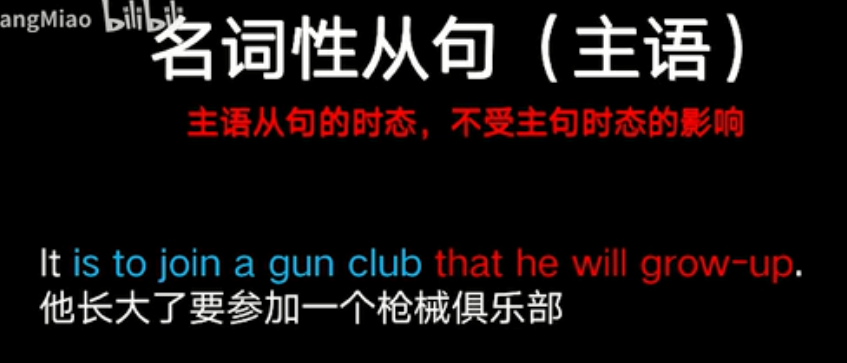 angMiao bilibili
名词性从句（主语）
主语从句的时态，不受主句时态的影响
It is to join a gun club that he will grow-up.
他长大了要参加一个枪械俱乐部